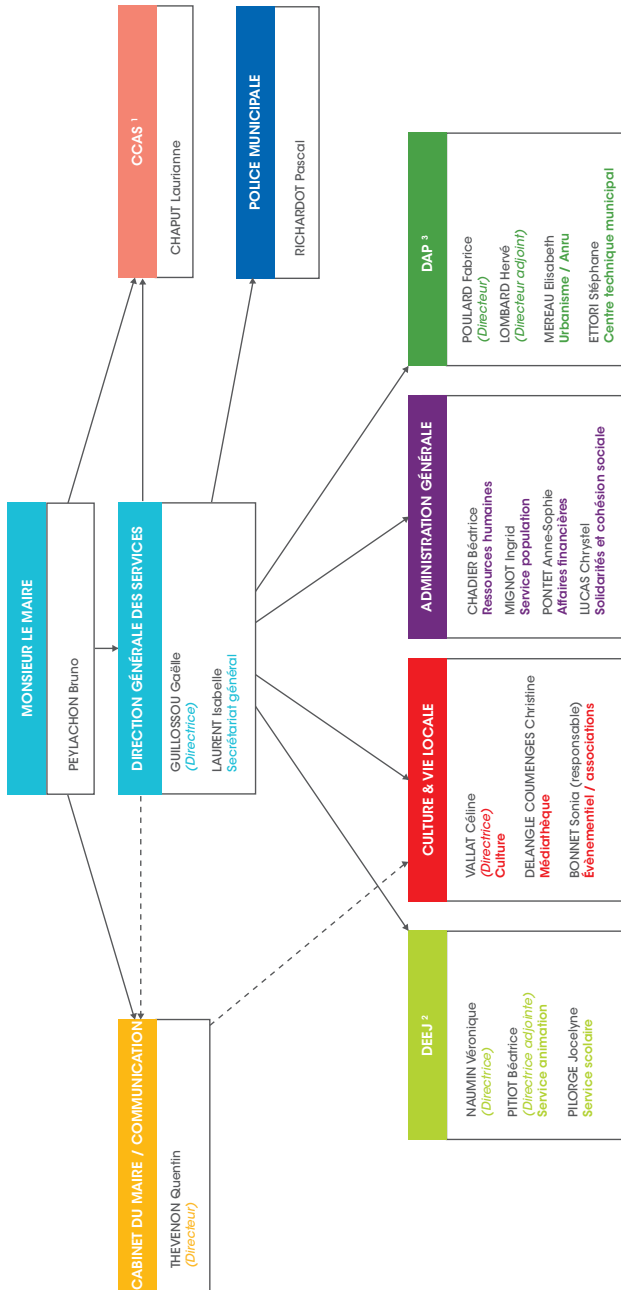 MONSIEUR LE MAIRE
PEYLACHON Bruno
CABINET DU MAIRE / COMMUNICATION
THEVENON Quentin
(Directeur)
DIRECTION GÉNÉRALE DES SERVICES
GUILLOSSOU Gaëlle
(Directrice)
LAURENT Isabelle
Secrétariat général
CCAS ¹
CHAPUT Laurianne
POLICE MUNICIPALE
RICHARDOT Pascal
DEEJ ²
NAUMIN Véronique
(Directrice)
PITIOT Béatrice
(Directrice adjointe)
Service animation
PILORGE Jocelyne
Service scolaire
CULTURE & VIE LOCALE
VALLAT Céline
(Directrice)
Culture
DELANGLE COUMENGES Christine
Médiathèque
BONNET Sonia (responsable)
Évènementiel / associations
ADMINISTRATION GÉNÉRALE
CHADIER Béatrice
Ressources humaines
MIGNOT Ingrid
Service population
PONTET Anne-Sophie
Affaires financières
LUCAS Chrystel
Solidarités et cohésion sociale
DAP ³
POULARD Fabrice
(Directeur)
LOMBARD Hervé
(Directeur adjoint)
MEREAU Elisabeth
Urbanisme / Anru
ETTORI Stéphane
Centre technique municipal